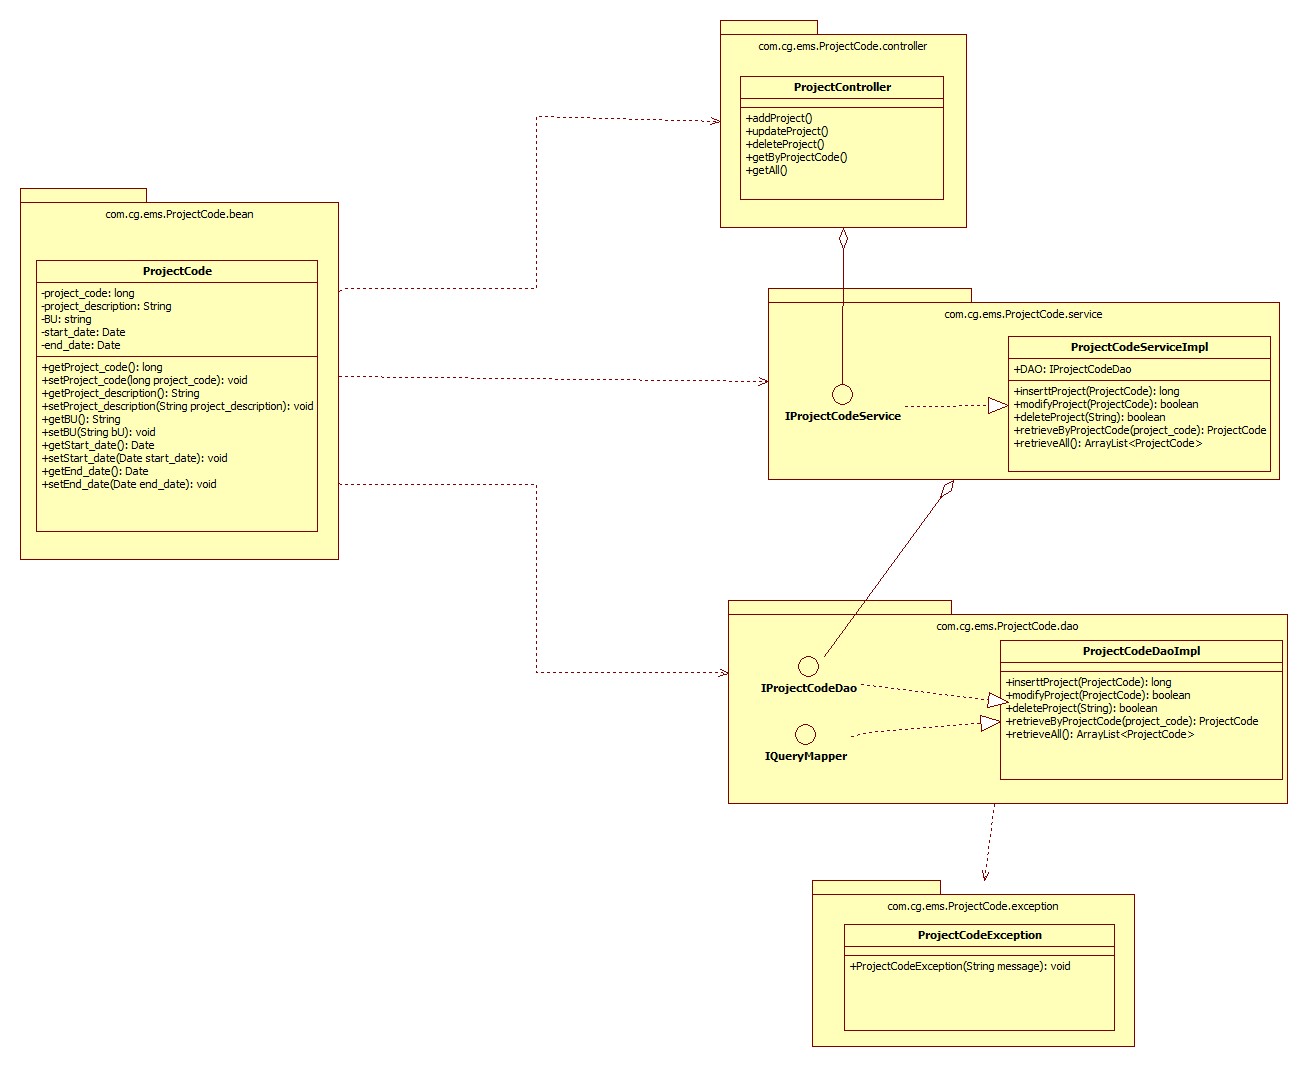 com.cg.ems.ProjectCode.controller
ProjectController
+addProject()
+updateProject()
+deleteProject()
+getByProjectCode()
+getAll()
com.cg.ems.ProjectCode.bean
ProjectCode
-project_code: long
-project_description: String
-BU: string
-start_date: Date
-end_date: Date
+getProject_code(): long
+setProject_code(long project_code): void
+getProject_description(): String
+setProject_description(String project_description): void
+getBU(): String
+setBU(String bU): void
+getStart_date(): Date
+setStart_date(Date start_date): void
+getEnd_date(): Date
+setEnd_date(Date end_date): void
com.cg.ems.ProjectCode.service
IProjectCodeService
ProjectCodeServiceImpl
+DAO: IProjectCodeDao
+inserttProject(ProjectCode): long
+modifyProject(ProjectCode): boolean
+deleteProject(String): boolean
+retrieveByProjectCode(project_code): ProjectCode
+retrieveAll(): ArrayList<ProjectCode>
com.cg.ems.ProjectCode.dao
IProjectCodeDao
IQueryMapper
ProjectCodeDaoImpl
+inserttProject(ProjectCode): long
+modifyProject(ProjectCode): boolean
+deleteProject(String): boolean
+retrieveByProjectCode(project_code): ProjectCode
+retrieveAll(): ArrayList<ProjectCode>
com.cg.ems.ProjectCode.exception
ProjectCodeException
+ProjectCodeException(String message): void